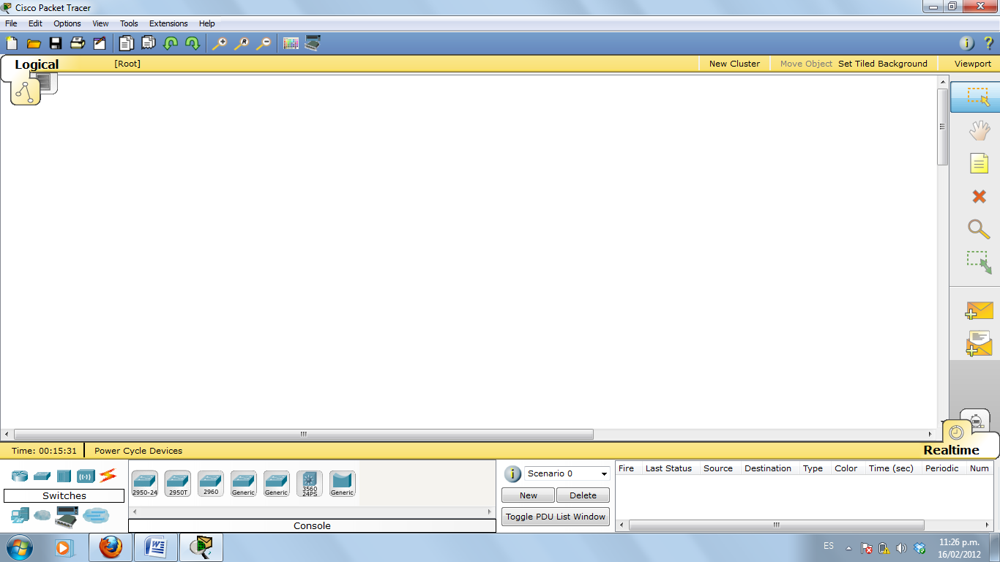 Cisco Packet Tracer
File Edit Options View Tools Extensions Help
Logical [Root] New Cluster Move Object Set Tiled Background Viewport
Time: 00:15:31 Power Cycle Devices Realtime
Switches
2950-24 2950T 2960 Generic Generic 3560 24PS Generic
Console
Scenario 0
New Delete
Toggle PDU List Window
Fire Last Status Source Destination Type Color Time (sec) Periodic Num
ES 11:26 p.m.
16/02/2012